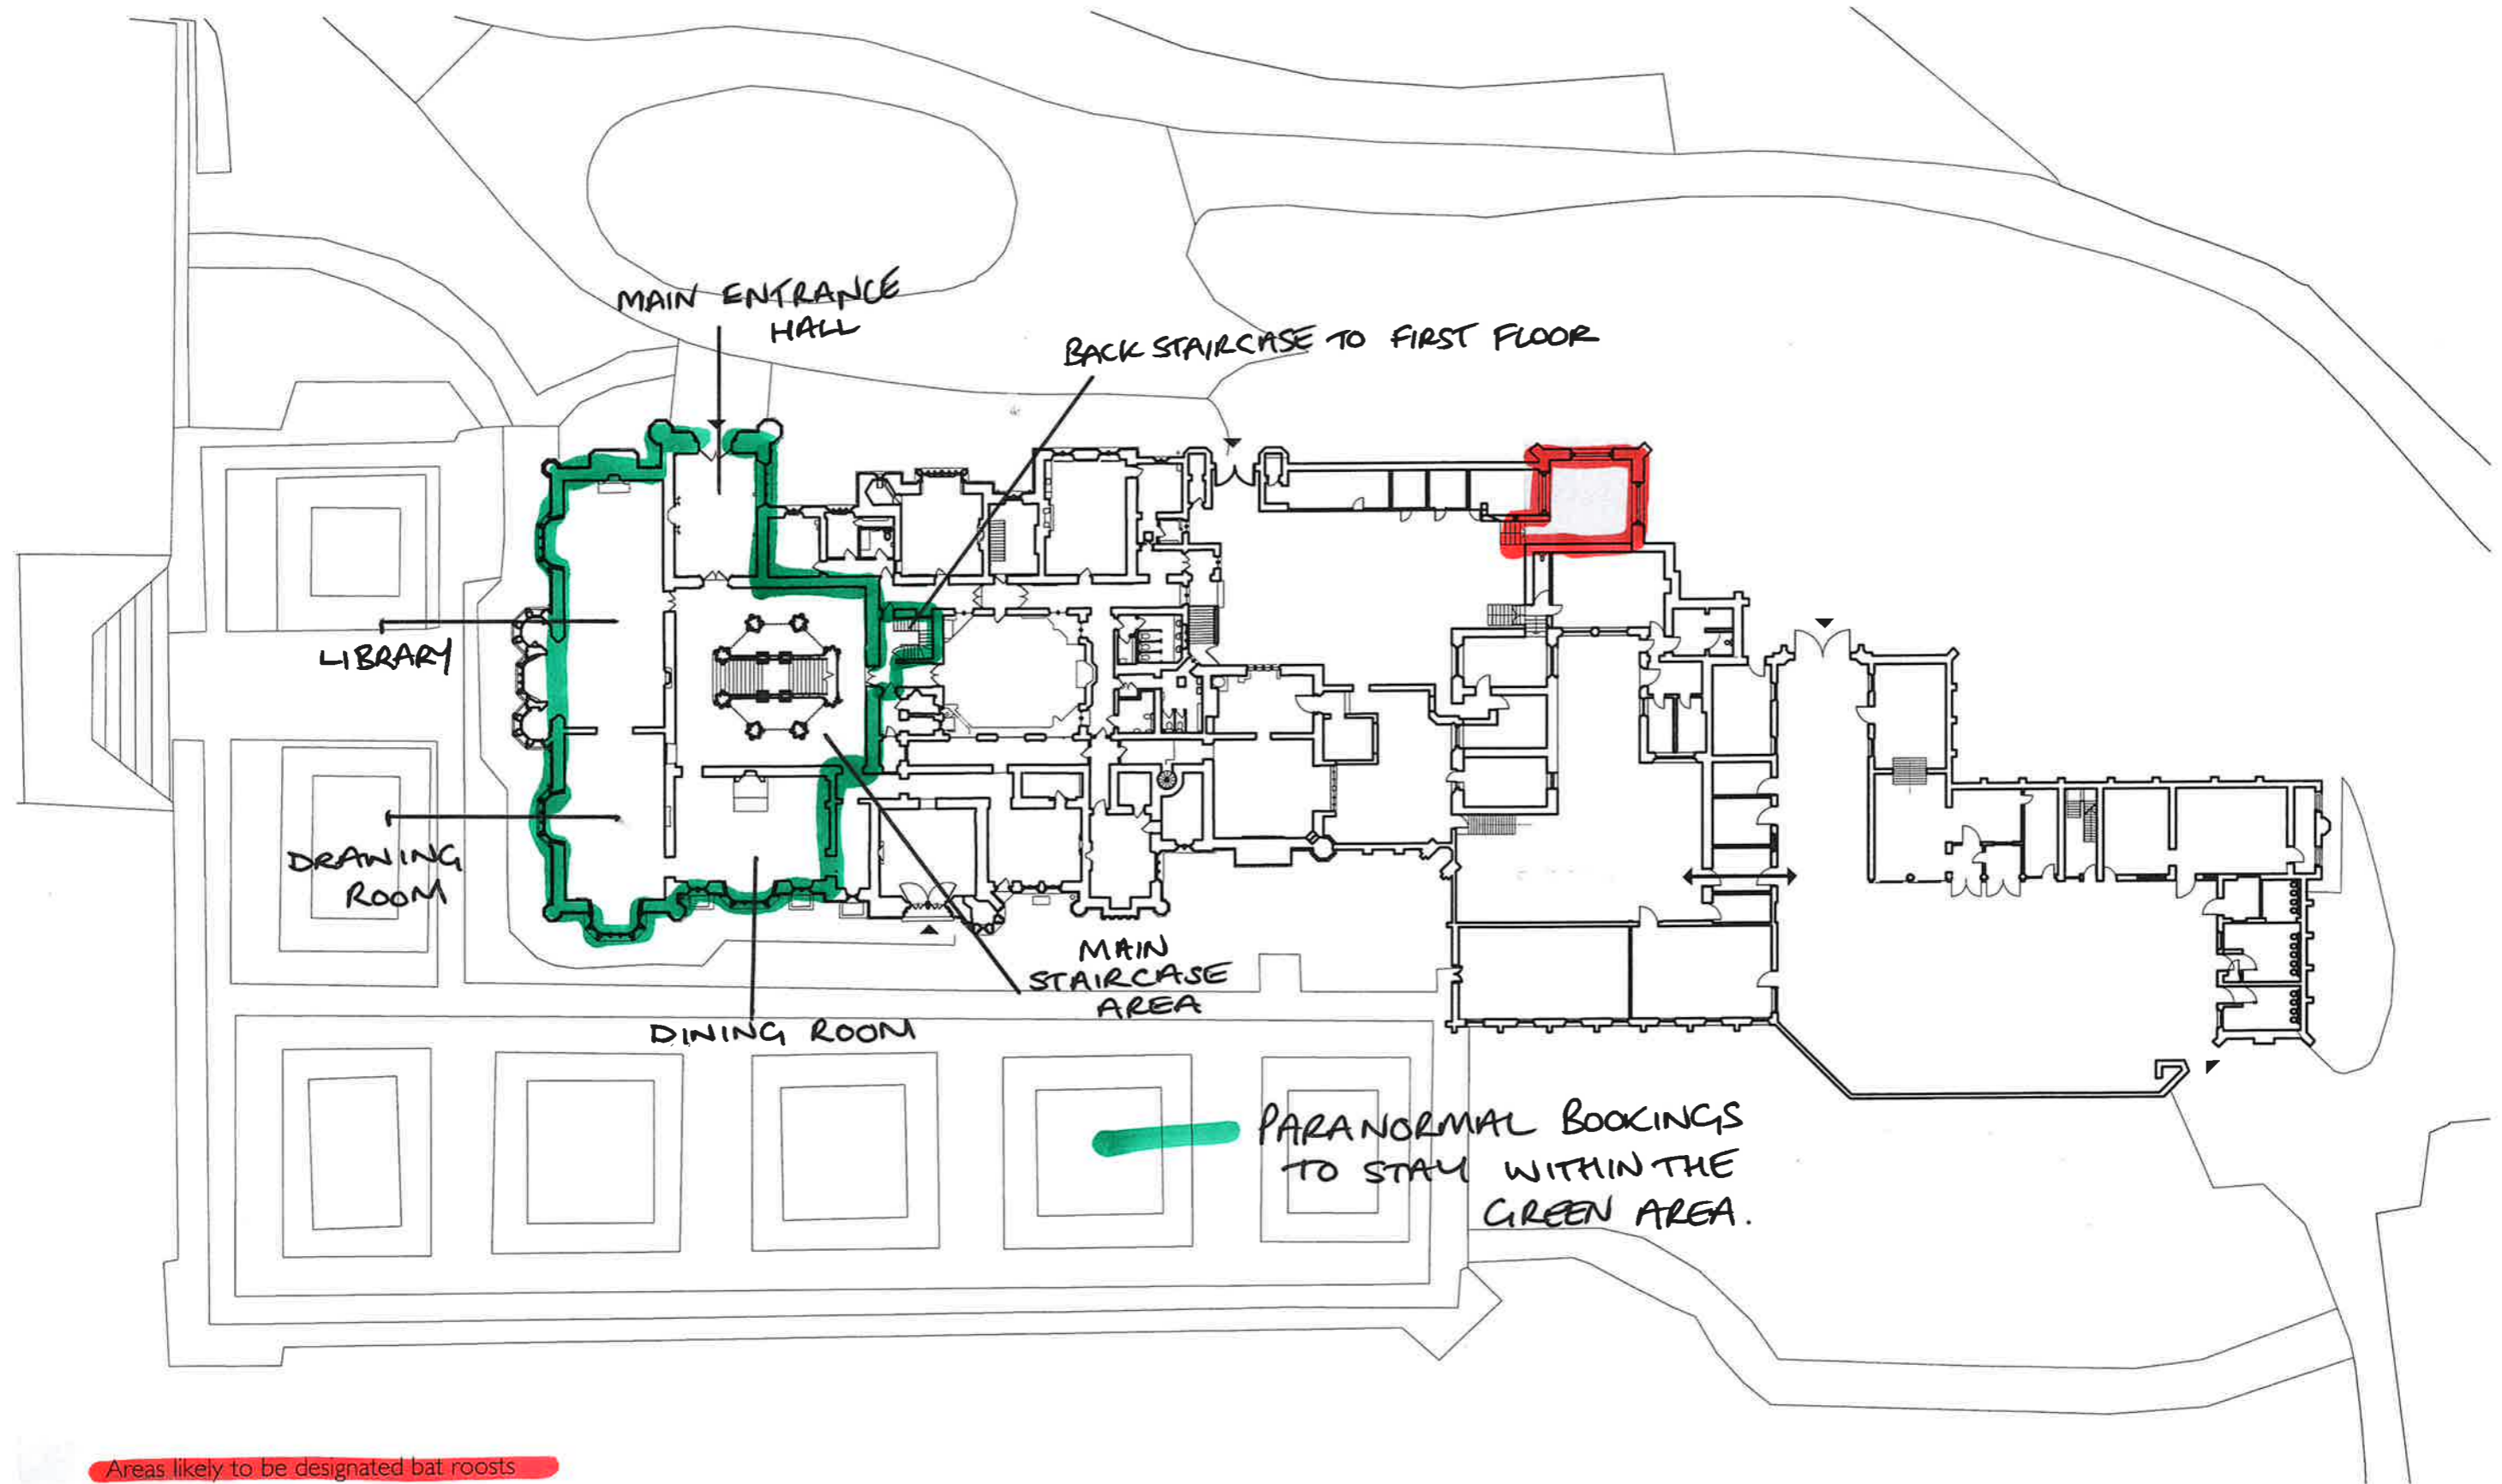 MAIN ENTRANCE
HALL
BACK STAIRCASE TO FIRST FLOOR
LIBRARY
DRAWING
ROOM
MAIN
STAIRCASE
AREA
DINING ROOM
PARANORMAL BOOKINGS
TO STAY WITHIN THE
GREEN AREA.
Areas likely to be designated bat roosts